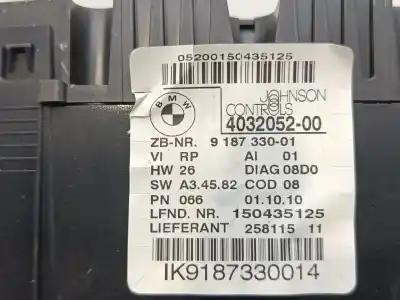 05200150435125
BMW
JOHNSON
CONTROLS
4032052-00
ZB-NR. 9 187 330-01
VI RP AI 01
HW 26 DIAG 08D0
SW A3.45.82 COD 08
PN 066 01.10.10
LFND. NR. 150435125
LIEFERANT 258115 11
IK9187330014